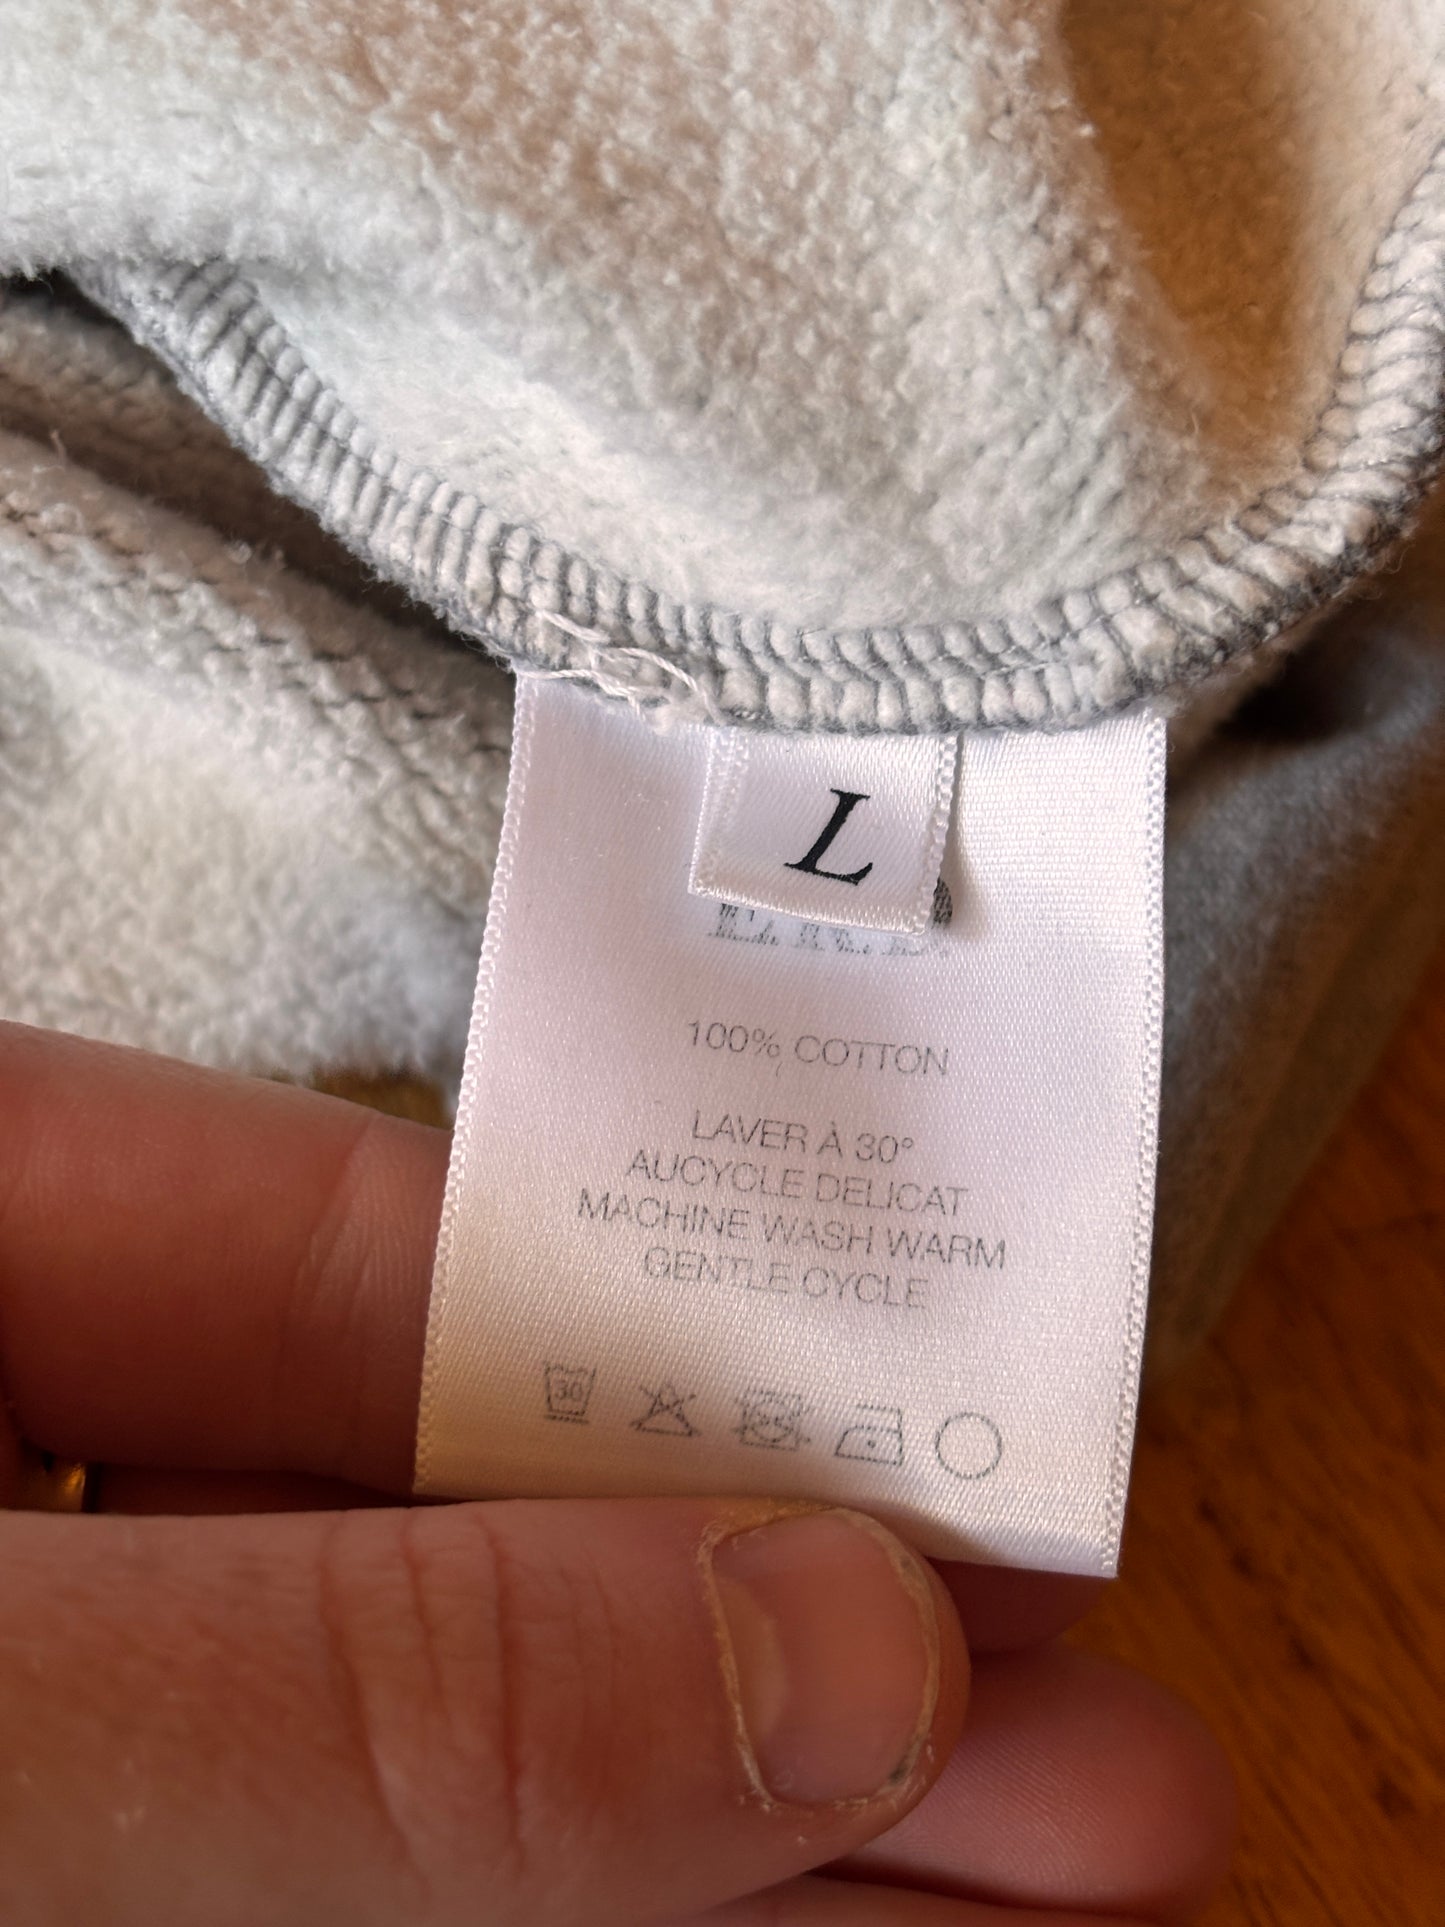 L
100% COTTON
LAVER À 30°
AUCYCLE DELICAT
MACHINE WASH WARM
GENTLE CYCLE
30